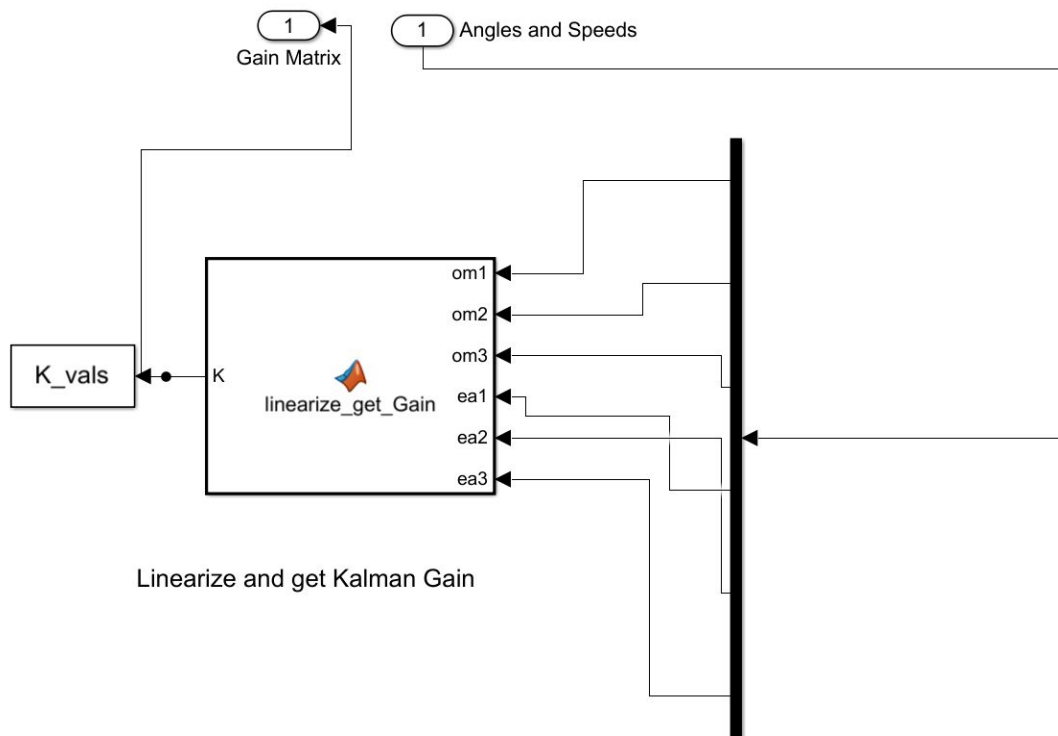 1
Gain Matrix
1
Angles and Speeds
om1
om2
om3
ea1
ea2
ea3
K
linearize_get_Gain
K_vals
Linearize and get Kalman Gain